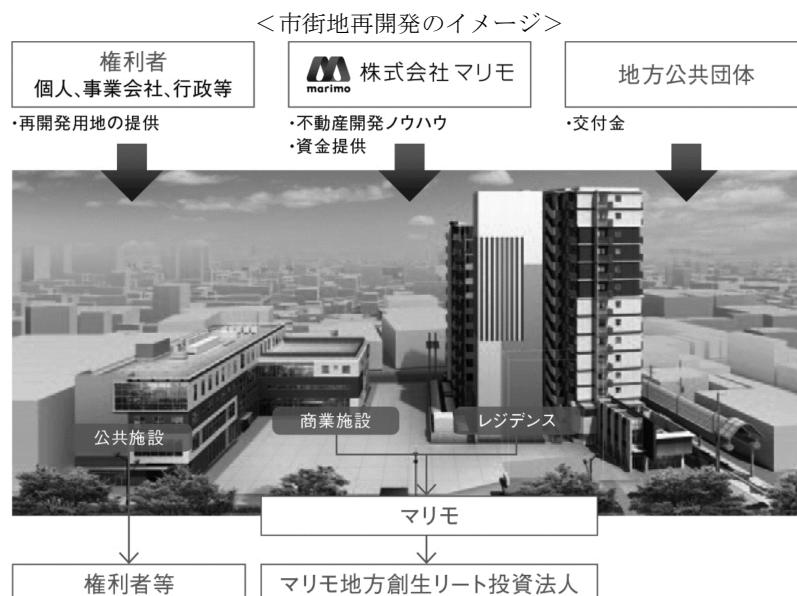 ＜市街地再開発のイメージ＞
権利者
個人、事業会社、行政等
marimo
株式会社マリモ
地方公共団体
・再開発用地の提供
・不動産開発ノウハウ
・資金提供
・交付金
公共施設
商業施設
レジデンス
マリモ
権利者等
マリモ地方創生リート投資法人